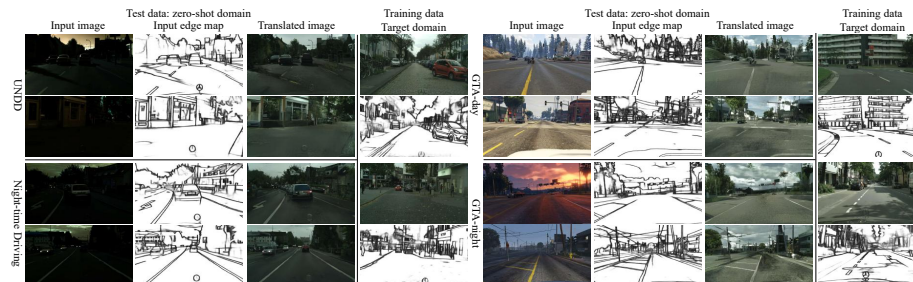 Test data: zero-shot domain
Training data
Input image
Input edge map
Translated image
Target domain
UNDD
Night-time Driving
Test data: zero-shot domain
Training data
Input image
Input edge map
Translated image
Target domain
GTA-day
GTA-night